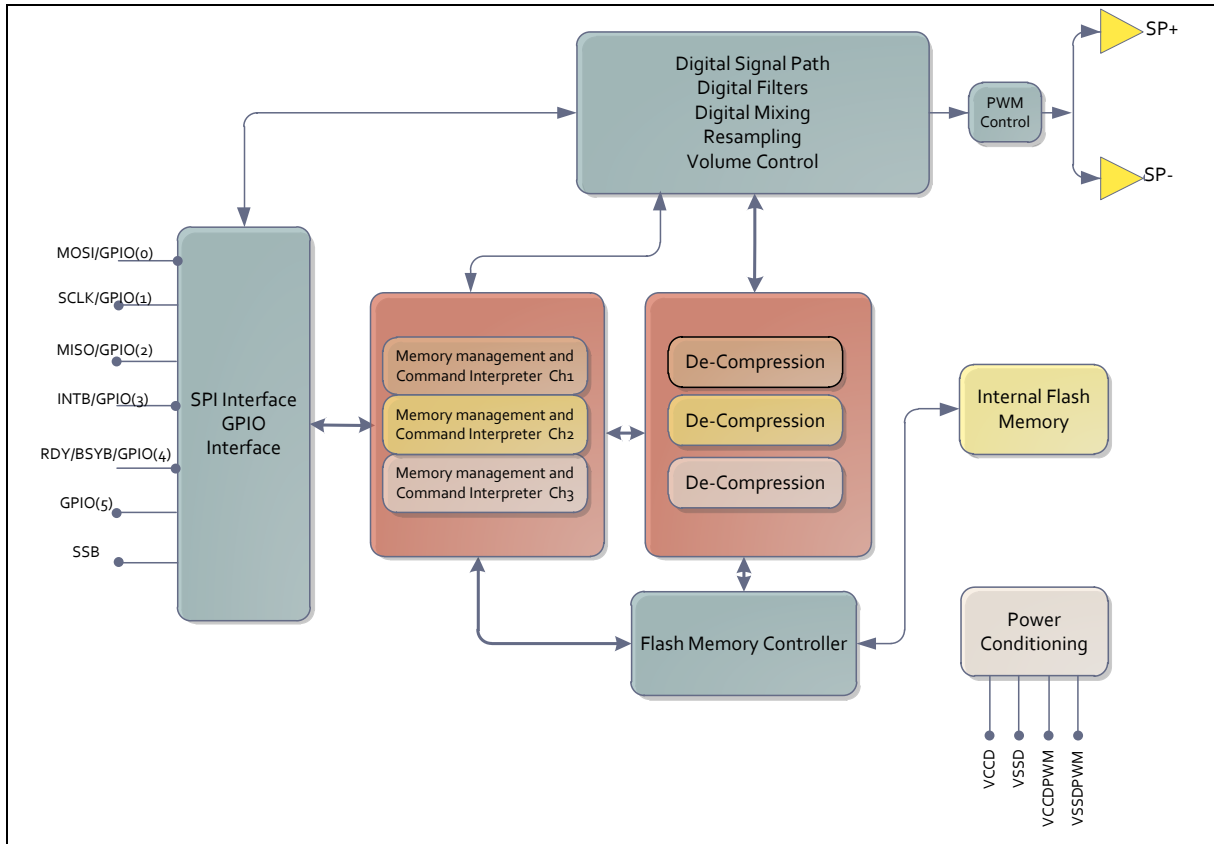 Digital Signal Path
Digital Filters
Digital Mixing
Resampling
Volume Control
PWM
Control
SP+
SP-
MOSI/GPIO(0)
SCLK/GPIO(1)
MISO/GPIO(2)
INTB/GPIO(3)
RDY/BSYB/GPIO(4)
GPIO(5)
SSB
SPI Interface
GPIO
Interface
Memory management and
Command Interpreter Ch1
Memory management and
Command Interpreter Ch2
Memory management and
Command Interpreter Ch3
De-Compression
De-Compression
De-Compression
Internal Flash
Memory
Flash Memory Controller
Power
Conditioning
VCCD
VSSD
VCCDPWM
VSSDPWM